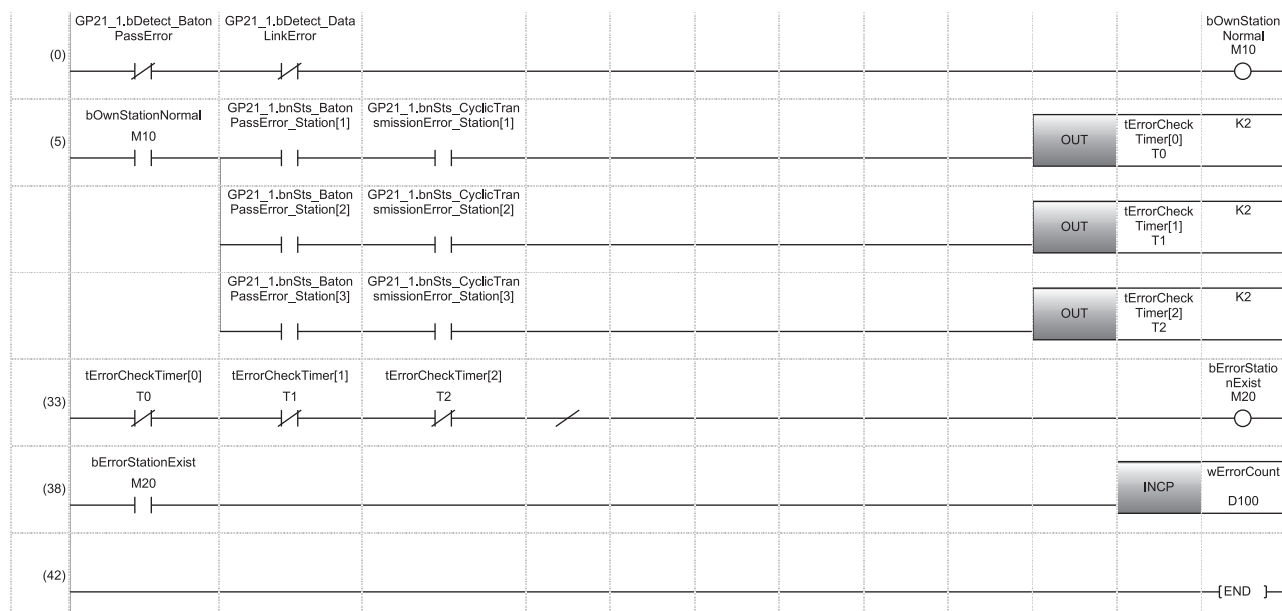 GP21_1.bDetect_Baton
PassError
GP21_1.bDetect_Data
LinkError
bOwnStation
Normal
M10
(0)
bOwnStationNormal
M10
GP21_1.bnSts_Baton
PassError_Station[1]
GP21_1.bnSts_CyclicTran
smissionError_Station[1]
(5)
OUT
tErrorCheck
Timer[0]
T0
K2
GP21_1.bnSts_Baton
PassError_Station[2]
GP21_1.bnSts_CyclicTran
smissionError_Station[2]
OUT
tErrorCheck
Timer[1]
T1
K2
GP21_1.bnSts_Baton
PassError_Station[3]
GP21_1.bnSts_CyclicTran
smissionError_Station[3]
OUT
tErrorCheck
Timer[2]
T2
K2
(33)
tErrorCheckTimer[0]
T0
tErrorCheckTimer[1]
T1
tErrorCheckTimer[2]
T2
bErrorStatio
nExist
M20
(38)
bErrorStationExist
M20
INCP
wErrorCount
D100
(42)
[END ]